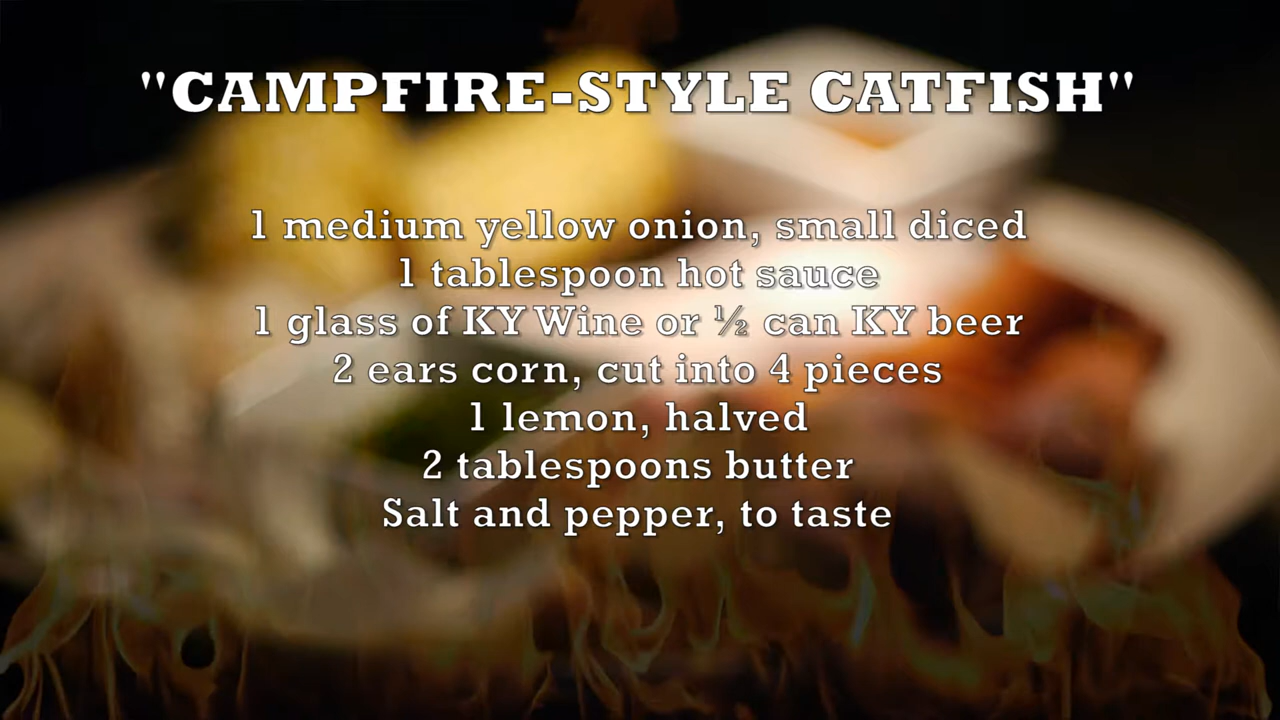 "CAMPFIRE-STYLE CATFISH"
1 medium yellow onion, small diced
1 tablespoon hot sauce
1 glass of KY Wine or ½ can KY beer
2 ears corn, cut into 4 pieces
1 lemon, halved
2 tablespoons butter
Salt and pepper, to taste